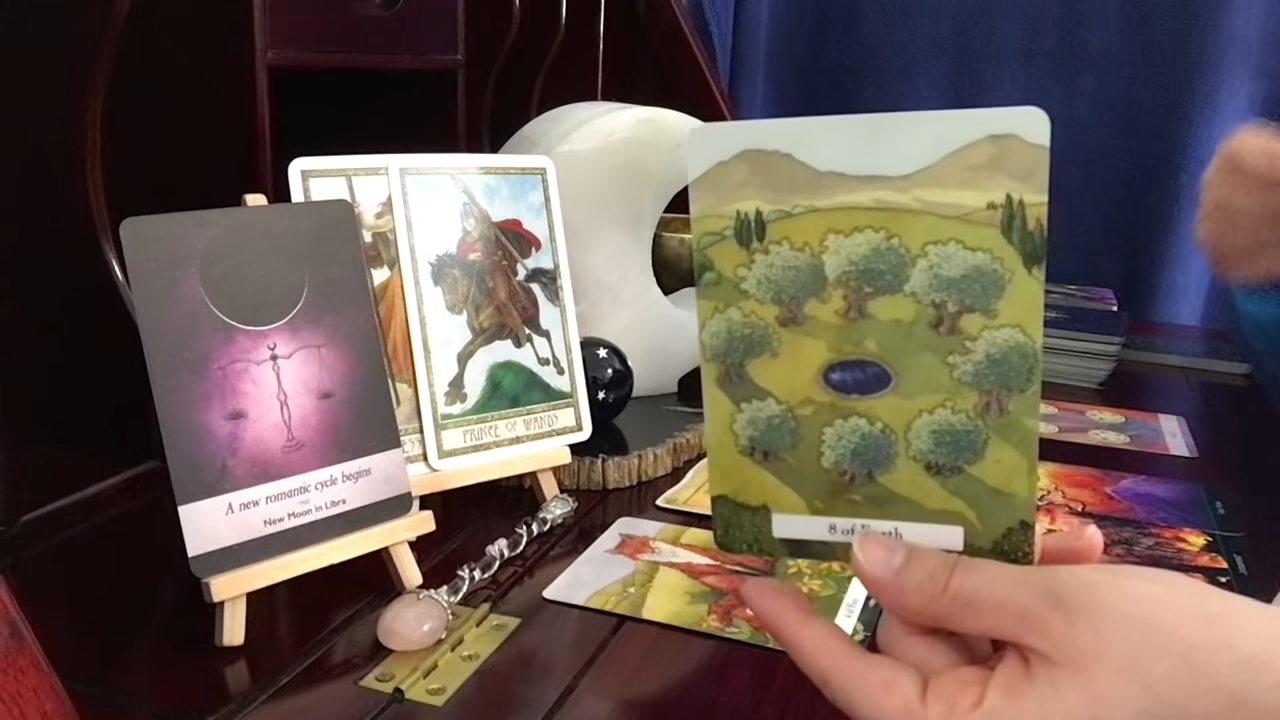 A new romantic cycle begins
New Moon in Libra
PRINCE OF WANDS
8 of Earth